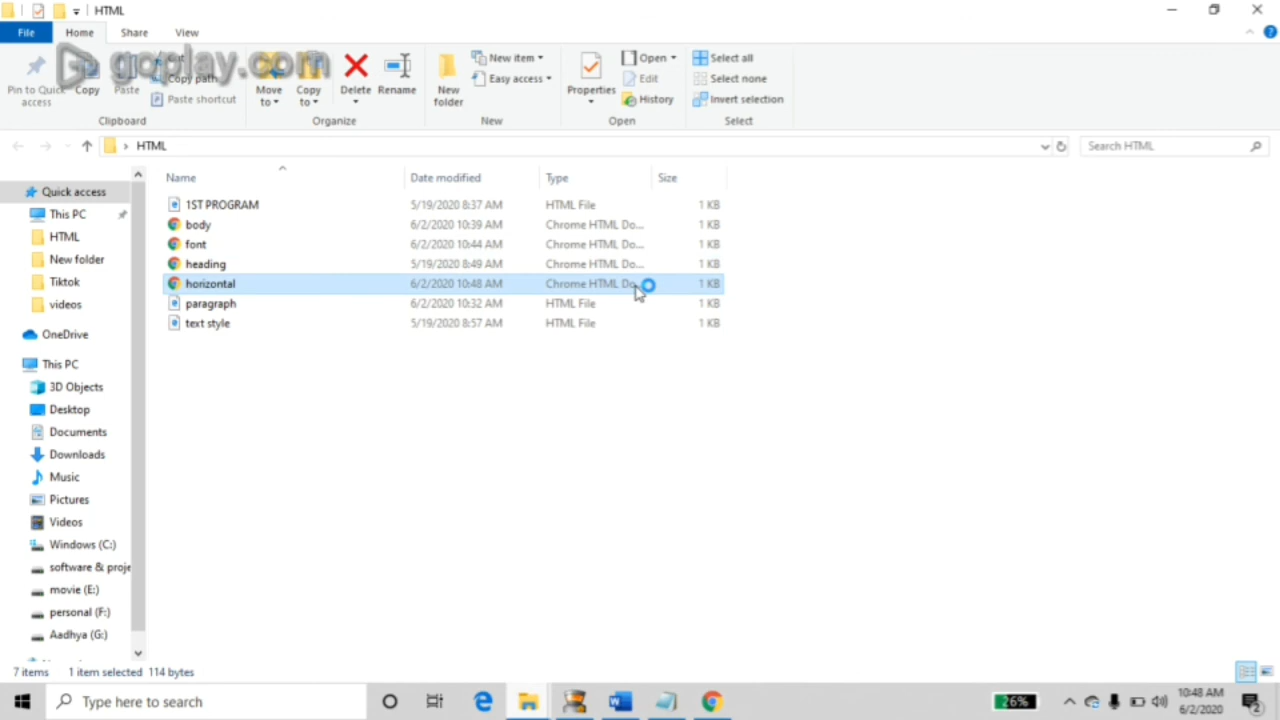 HTML
File Home Share View
goplay.com
Pin to Quick access
Copy
Paste
Cut
Copy path
Paste shortcut
Clipboard
Move to
Copy to
Delete
Rename
Organize
New folder
New item
Easy access
New
Properties
Open
Edit
History
Open
Select all
Select none
Invert selection
Select
HTML
Search HTML
Name Date modified Type Size
1ST PROGRAM 5/19/2020 8:37 AM HTML File 1 KB
body 6/2/2020 10:39 AM Chrome HTML Do... 1 KB
font 6/2/2020 10:44 AM Chrome HTML Do... 1 KB
heading 5/19/2020 8:49 AM Chrome HTML Do... 1 KB
horizontal 6/2/2020 10:48 AM Chrome HTML Do... 1 KB
paragraph 6/2/2020 10:32 AM HTML File 1 KB
text style 5/19/2020 8:57 AM HTML File 1 KB
Quick access
This PC
HTML
New folder
Tiktok
videos
OneDrive
This PC
3D Objects
Desktop
Documents
Downloads
Music
Pictures
Videos
Windows (C:)
software & proje
movie (E:)
personal (F:)
Aadhya (G:)
7 items 1 item selected 114 bytes
Type here to search
26%
10:48 AM
6/2/2020
2